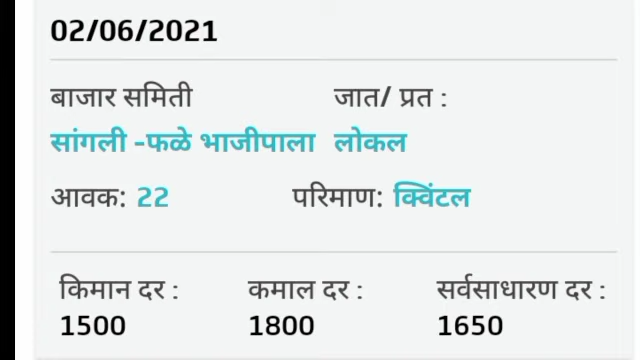 02/06/2021
बाजार समिती जात/ प्रत :
सांगली -फळे भाजीपाला लोकल
आवक: 22 परिमाण: क्विंटल
किमान दर : कमाल दर : सर्वसाधारण दर :
1500 1800 1650